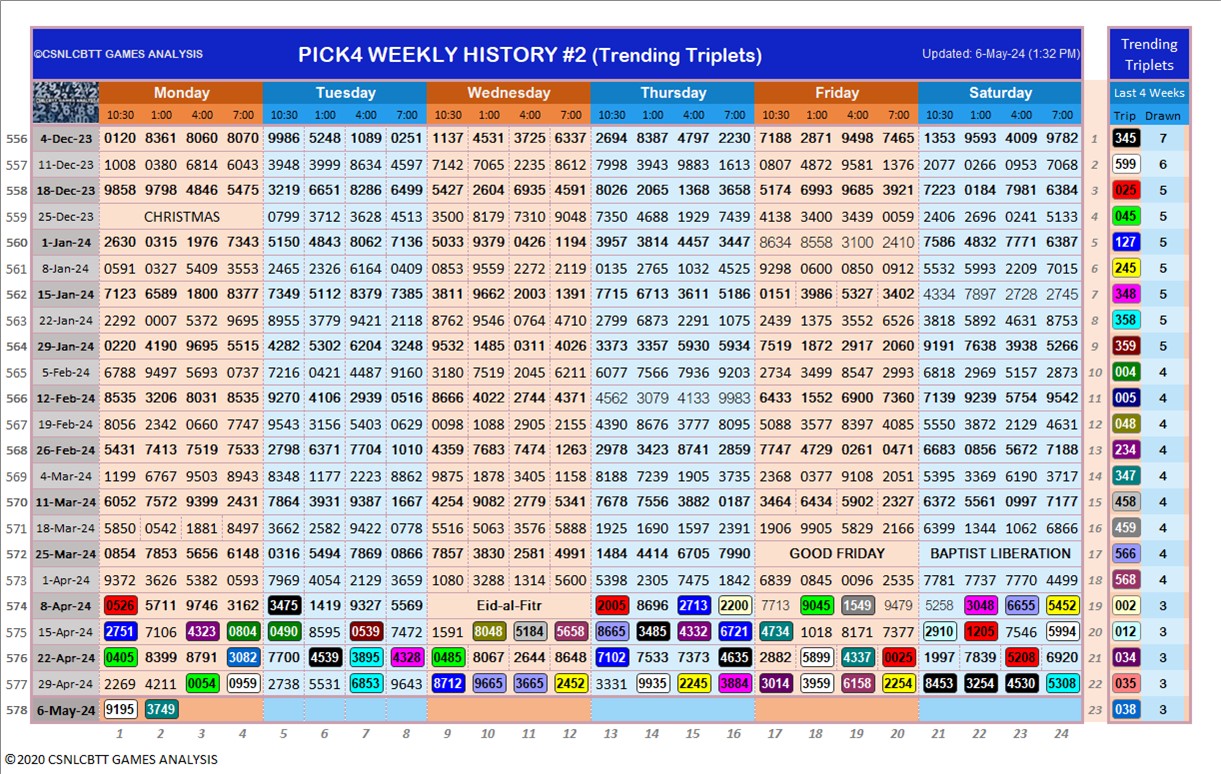 ©CSNLCBTT GAMES ANALYSIS PICK4 WEEKLY HISTORY #2 (Trending Triplets) Updated: 6-May-24 (1:32 PM) Trending Triplets
Monday Tuesday Wednesday Thursday Friday Saturday Last 4 Weeks
10:30 1:00 4:00 7:00 10:30 1:00 4:00 7:00 10:30 1:00 4:00 7:00 10:30 1:00 4:00 7:00 10:30 1:00 4:00 7:00 10:30 1:00 4:00 7:00 Trip Drawn
556 4-Dec-23 0120 8361 8060 8070 9986 5248 1089 0251 1137 4531 3725 6337 2694 8387 4797 2230 7188 2871 9498 7465 1353 9593 4009 9782 1 345 7
557 11-Dec-23 1008 0380 6814 6043 3948 3999 8634 4597 7142 7065 2235 8612 7998 3943 9885 1613 0807 4872 9581 1376 2077 0266 0953 7068 2 599 6
558 18-Dec-23 9858 9798 4846 5475 3219 6651 8286 6499 5427 2604 6935 4591 8026 2065 1368 3658 5174 6993 9685 3921 7223 0184 7981 6384 3 025 5
559 25-Dec-23 CHRISTMAS 0799 3712 3628 4513 3500 8179 7310 9048 7350 4688 1929 7439 4138 3400 3439 0059 2406 2696 0241 5133 4 045 5
560 1-Jan-24 2630 0315 1976 7343 5150 4843 8062 7136 5033 9379 0426 1194 3957 3814 4457 3447 8634 8558 3100 2410 7586 4832 7771 6387 5 127 5
561 8-Jan-24 0591 0327 5409 3553 2465 2326 6164 0409 0853 9559 2272 2119 0135 2765 1032 4525 9298 0600 0850 0912 5532 5993 2209 7015 6 245 5
562 15-Jan-24 7123 6589 1800 8377 7349 5112 8379 7385 3811 9662 2003 1391 7715 6713 3611 5186 0151 3986 5327 3402 4334 7897 2728 2745 7 348 5
563 22-Jan-24 2292 0007 5372 9695 8955 3779 9421 2118 8762 9546 0764 4710 2799 6873 2291 1075 2439 1375 3552 6526 3818 5892 4631 8753 8 358 5
564 29-Jan-24 0220 4190 9695 5515 4282 5302 6204 3248 9532 1485 0311 4026 3373 3357 5930 5934 7519 1872 2917 2060 9191 7638 3938 5266 9 359 5
565 5-Feb-24 6788 9497 5693 0737 7216 0421 4487 9160 3180 7519 2045 6211 6077 7566 7936 9203 2734 3499 8547 2993 6818 2969 5157 2873 10 004 4
566 12-Feb-24 8535 3206 8031 8535 9270 4106 2939 0516 8666 4022 2744 4371 4562 3079 4133 9983 6433 1552 6900 7360 7139 9239 5754 9542 11 005 4
567 19-Feb-24 8056 2342 0660 7747 9543 3156 5403 0629 0098 1088 2905 2155 4390 8676 3777 8095 5088 3577 8397 4085 5550 3872 2129 4631 12 048 4
568 26-Feb-24 5431 7413 7519 7533 2798 6371 7704 1010 4359 7683 7474 1263 2978 3423 8741 2859 7747 4729 0261 0471 6683 0856 5672 7188 13 234 4
569 4-Mar-24 1199 6767 9503 8943 8348 1177 2223 8868 9875 1878 3405 1158 8188 7239 1943 3735 2368 0377 9108 2051 5395 3369 6190 3717 14 347 4
570 11-Mar-24 6052 7572 9399 2431 7864 3931 9387 1667 4254 9082 2779 5341 7678 7556 3882 0187 3464 6434 5902 2327 6372 5561 0997 7177 15 458 4
571 18-Mar-24 5850 0542 1881 8497 3662 2582 9422 0778 5516 5063 3576 5888 1925 1690 1597 2391 1906 9905 5829 2166 6399 1344 1062 6866 16 459 4
572 25-Mar-24 0854 7853 5656 6148 0316 5494 7869 0866 7857 3830 2581 4991 1484 4414 6705 7990 GOOD FRIDAY BAPTIST LIBERATION 17 566 4
573 1-Apr-24 9372 3626 5382 0593 7969 4054 2129 3659 1080 3288 1314 5600 5398 2305 7475 1842 6839 0845 0096 2535 7781 7737 7770 4499 18 568 4
574 8-Apr-24 0526 5711 9746 3162 3475 1419 9327 5569 Eid-al-Fitr 2005 8696 2713 2200 7713 9045 1549 9479 5258 3048 6655 5452 19 002 3
575 15-Apr-24 2751 7106 4323 0804 0490 8595 0539 7472 1591 8048 5184 5658 8665 3485 4332 6721 4734 1018 8171 7377 2910 1205 7546 5994 20 012 3
576 22-Apr-24 0405 8399 8791 3082 7700 4539 3895 4328 0485 8067 2644 8648 7102 7533 7373 4635 2882 5899 4337 0025 1997 7839 5208 6920 21 034 3
577 29-Apr-24 2269 4211 0054 0959 2738 5531 6853 9643 8712 9665 3665 2452 3331 9935 2245 3884 3014 3959 6158 2254 8453 3254 4530 5308 22 035 3
578 6-May-24 9195 3749 23 038 3
1 2 3 4 5 6 7 8 9 10 11 12 13 14 15 16 17 18 19 20 21 22 23 24
©2020 CSNLCBTT GAMES ANALYSIS